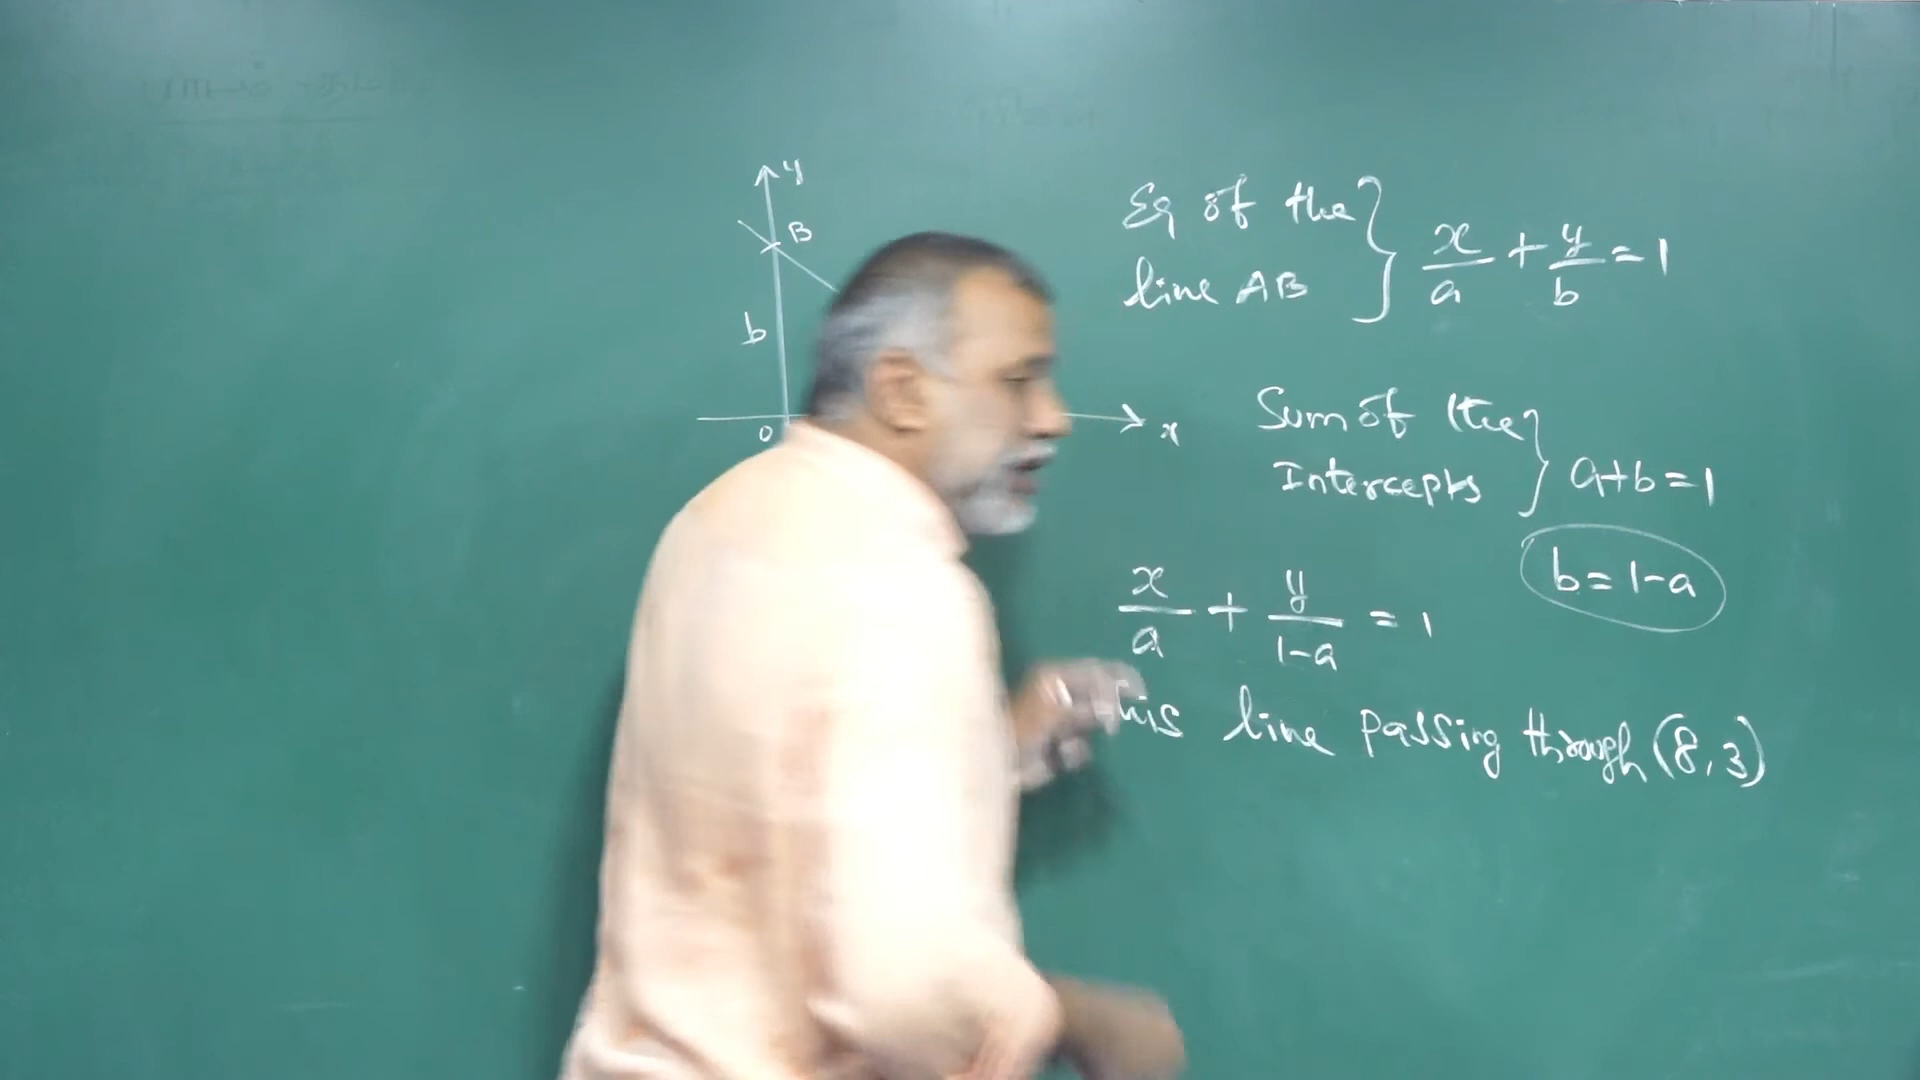 y
B
b
0
x
Eq of the
line AB } x/a + y/b = 1
Sum of the
Intercepts } a+b=1
b=1-a
x/a + y/1-a = 1
This line passing through (8,3)